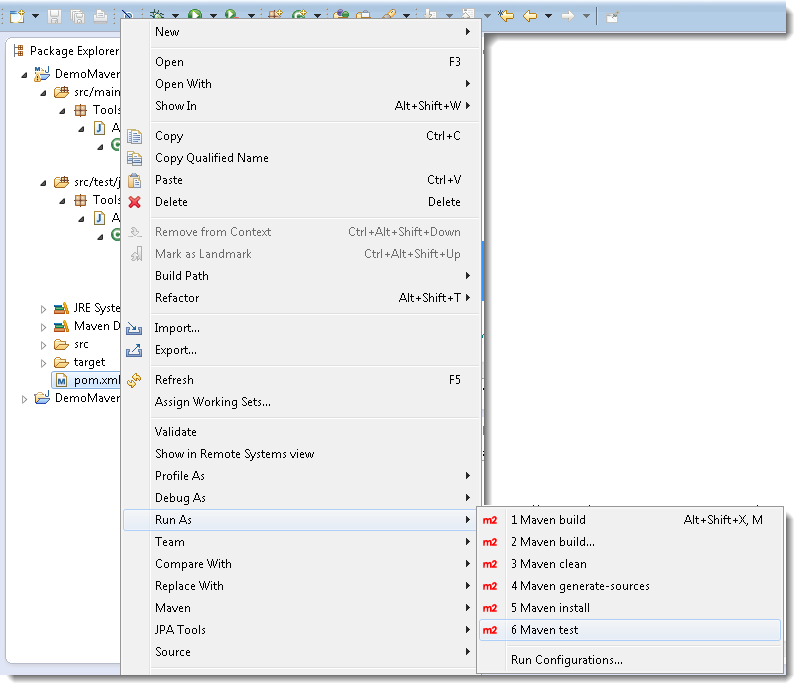 Package Explorer
DemoMaven
src/main
Tools
A
src/test/j
Tools
A
JRE Syste
Maven D
src
target
pom.xml
DemoMaven
New
Open F3
Open With
Show In Alt+Shift+W
Copy Ctrl+C
Copy Qualified Name
Paste Ctrl+V
Delete Delete
Remove from Context Ctrl+Alt+Shift+Down
Mark as Landmark Ctrl+Alt+Shift+Up
Build Path
Refactor Alt+Shift+T
Import...
Export...
Refresh F5
Assign Working Sets...
Validate
Show in Remote Systems view
Profile As
Debug As
Run As
Team
Compare With
Replace With
Maven
JPA Tools
Source
m2 1 Maven build Alt+Shift+X, M
m2 2 Maven build...
m2 3 Maven clean
m2 4 Maven generate-sources
m2 5 Maven install
m2 6 Maven test
Run Configurations...